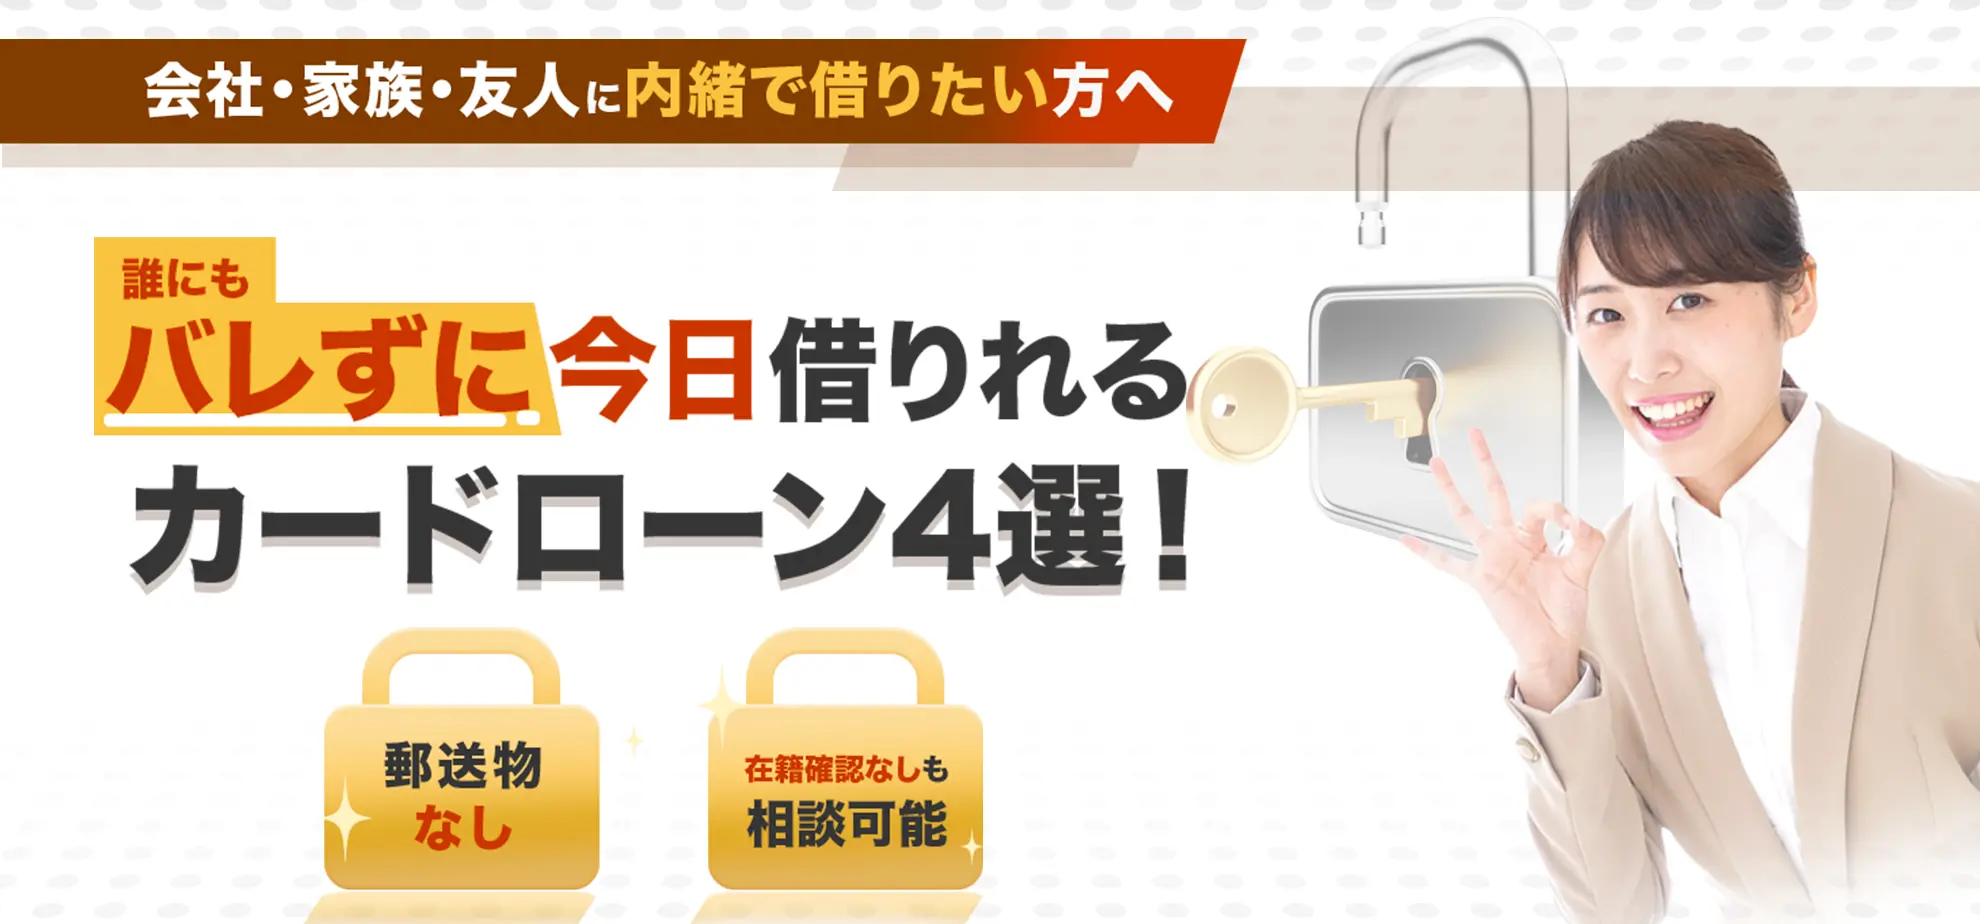 会社・家族・友人に内緒で借りたい方へ
誰にも
バレずに今日借りれる
カードローン4選！
郵送物
なし
在籍確認なしも
相談可能